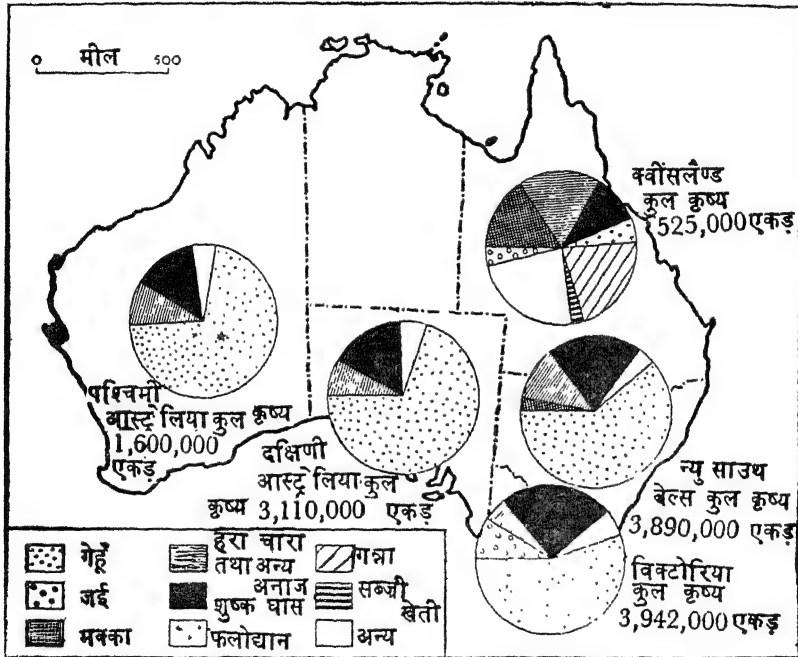 ० मील 500
क्वींसलैण्ड
कुल कृष्य
525,000 एकड़
पश्चिमी
आस्ट्रेलिया कुल कृष्य
1,600,000
एकड़
दक्षिणी
आस्ट्रेलिया कुल
कृष्य 3,110,000 एकड़
न्यु साउथ
बेल्स कुल कृष्य
3,890,000 एकड़
विक्टोरिया
कुल कृष्य
3,942,000 एकड़
गेहूँ
जई
मक्का
हरा चारा
तथा अन्य
अनाज
शुष्क घास
फलोद्यान
गन्ना
सब्जी
खेती
अन्य